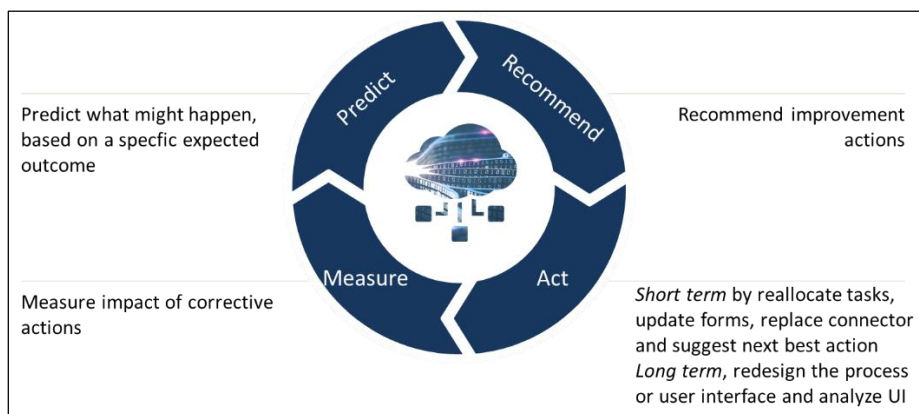 Predict
Recommend
Predict what might happen,
based on a specfic expected
outcome
Recommend improvement
actions
Measure
Act
Measure impact of corrective
actions
Short term by reallocate tasks,
update forms, replace connector
and suggest next best action
Long term, redesign the process
or user interface and analyze UI